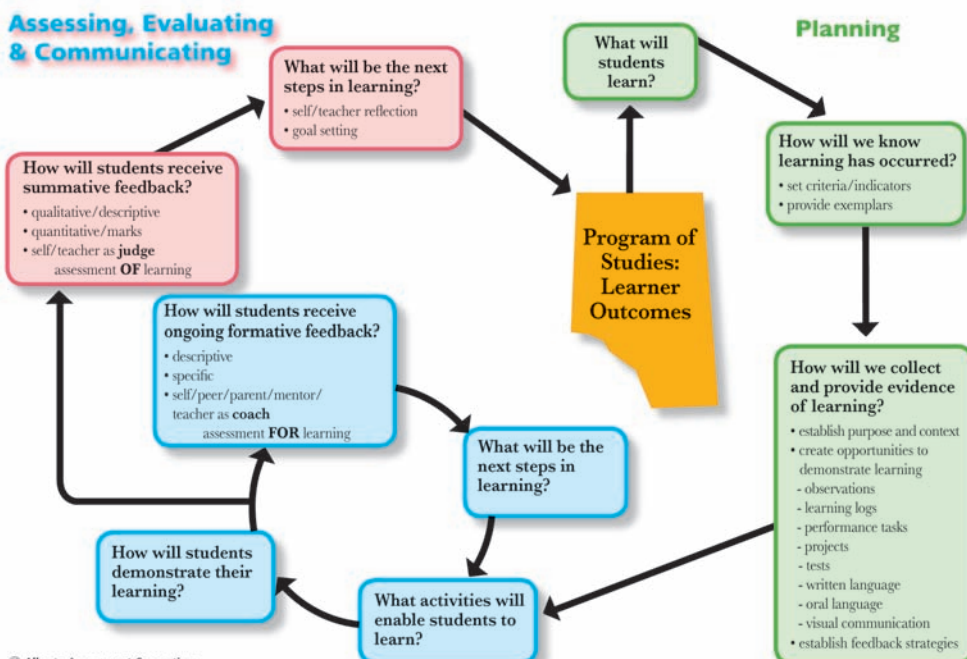 Assessing, Evaluating
& Communicating
Planning
What will
students
learn?
What will be the next
steps in learning?
• self/teacher reflection
• goal setting
How will we know
learning has occurred?
• set criteria/indicators
• provide exemplars
How will students receive
summative feedback?
• qualitative/descriptive
• quantitative/marks
• self/teacher as judge
assessment OF learning
Program of
Studies:
Learner
Outcomes
How will students receive
ongoing formative feedback?
• descriptive
• specific
• self/peer/parent/mentor/
teacher as coach
assessment FOR learning
How will we collect
and provide evidence
of learning?
• establish purpose and context
• create opportunities to
demonstrate learning
- observations
- learning logs
- performance tasks
- projects
- tests
- written language
- oral language
- visual communication
• establish feedback strategies
What will be the
next steps in
learning?
How will students
demonstrate their
learning?
What activities will
enable students to
learn?